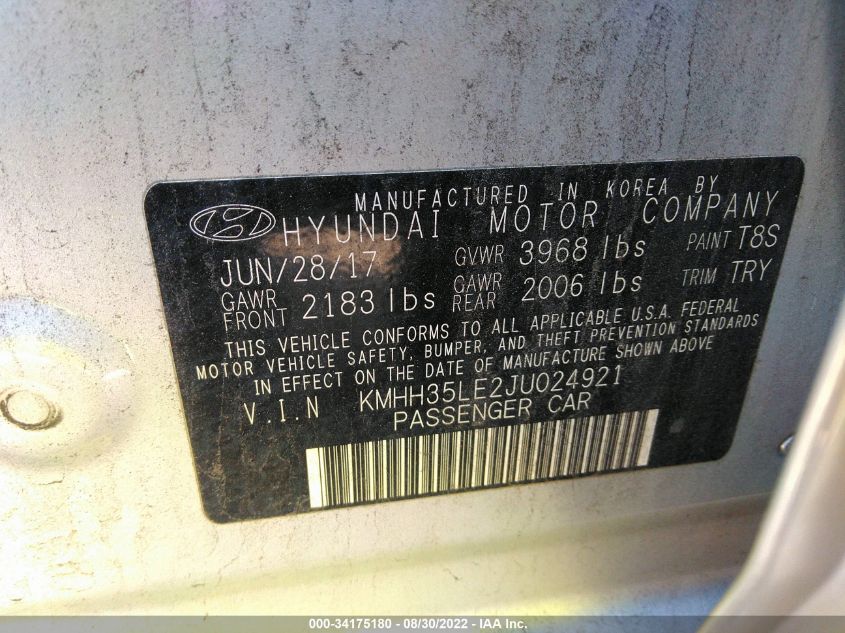 MANUFACTURED IN KOREA BY
HYUNDAI MOTOR COMPANY
JUN/28/17 GVWR 3968 lbs PAINT T8S
GAWR FRONT 2183 lbs GAWR REAR 2006 lbs TRIM TRY
THIS VEHICLE CONFORMS TO ALL APPLICABLE U.S.A. FEDERAL
MOTOR VEHICLE SAFETY, BUMPER, AND THEFT PREVENTION STANDARDS
IN EFFECT ON THE DATE OF MANUFACTURE SHOWN ABOVE
V.I.N KMHH35LE2JU024921
PASSENGER CAR
000-34175180 - 08/30/2022 - IAA Inc.